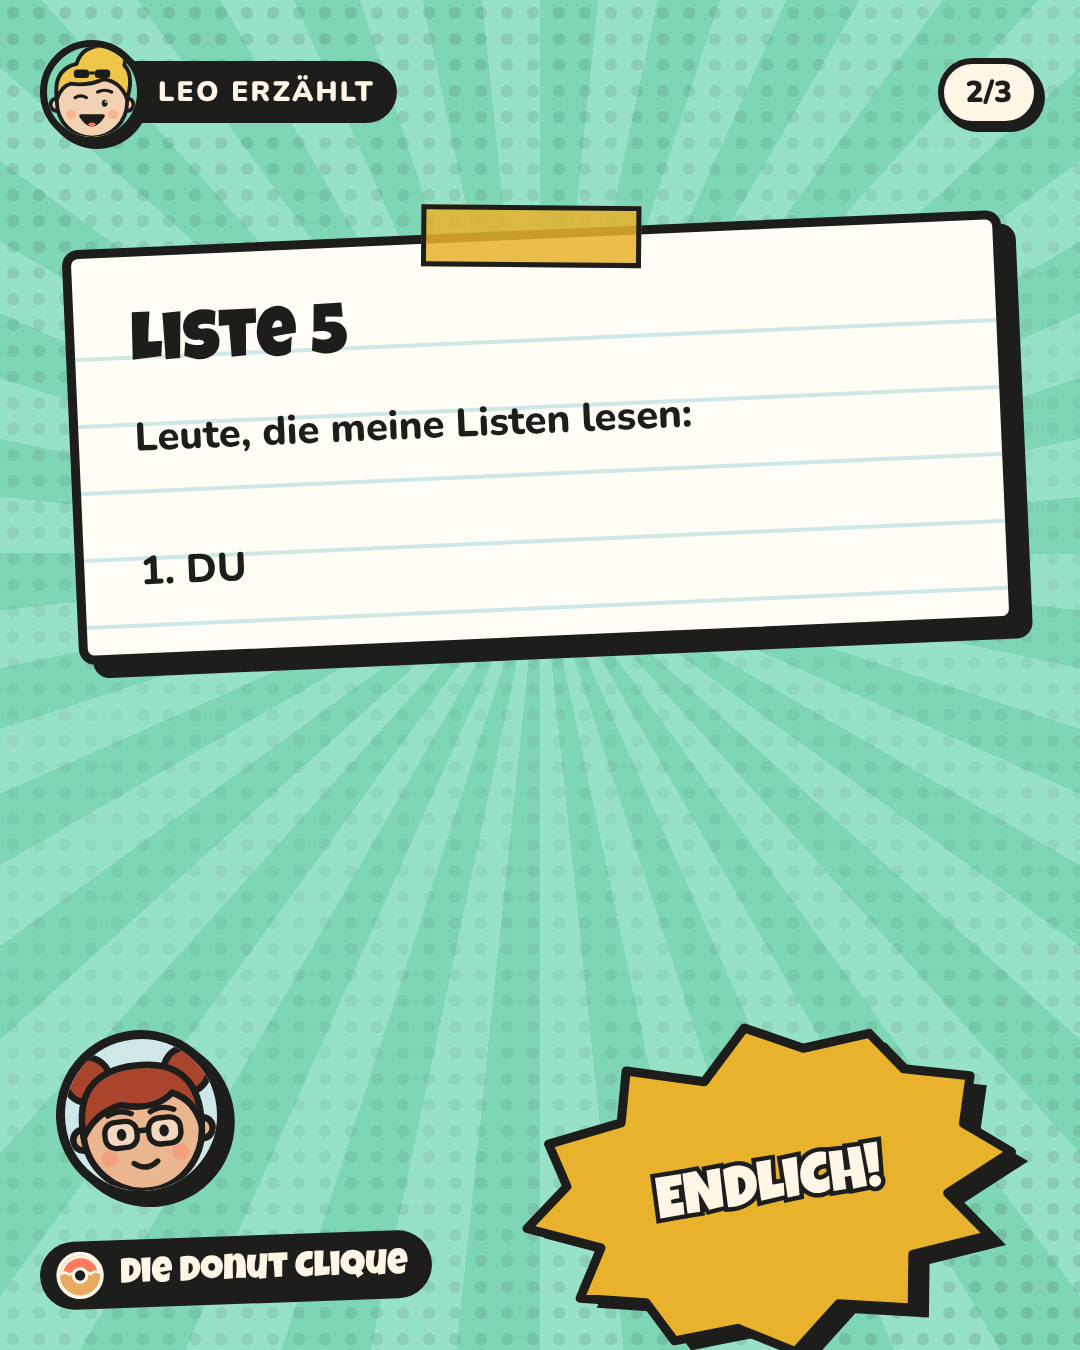 LEO ERZÄHLT
2/3
LISTE 5
Leute, die meine Listen lesen:
1. DU
ENDLICH!
DIE DONUT CLIQUE